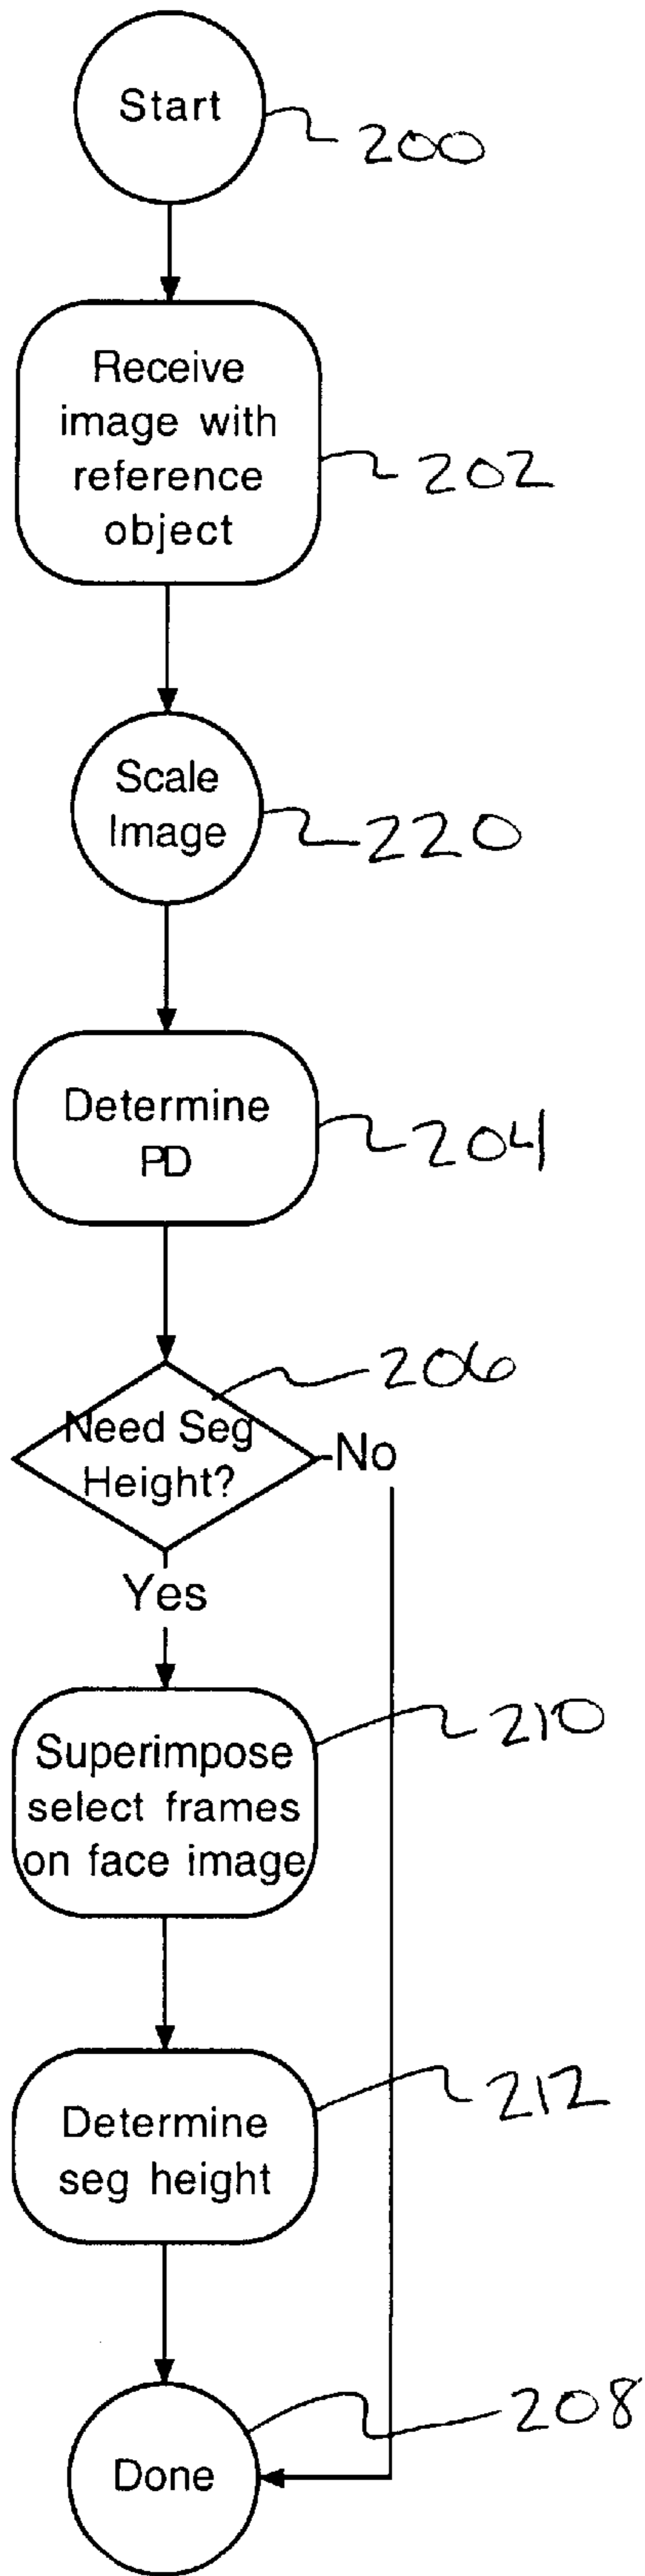 Start
200
Receive
image with
reference
object
202
Scale
Image
220
Determine
PD
204
206
Need Seg
Height?
No
Yes
210
Superimpose
select frames
on face image
212
Determine
seg height
208
Done